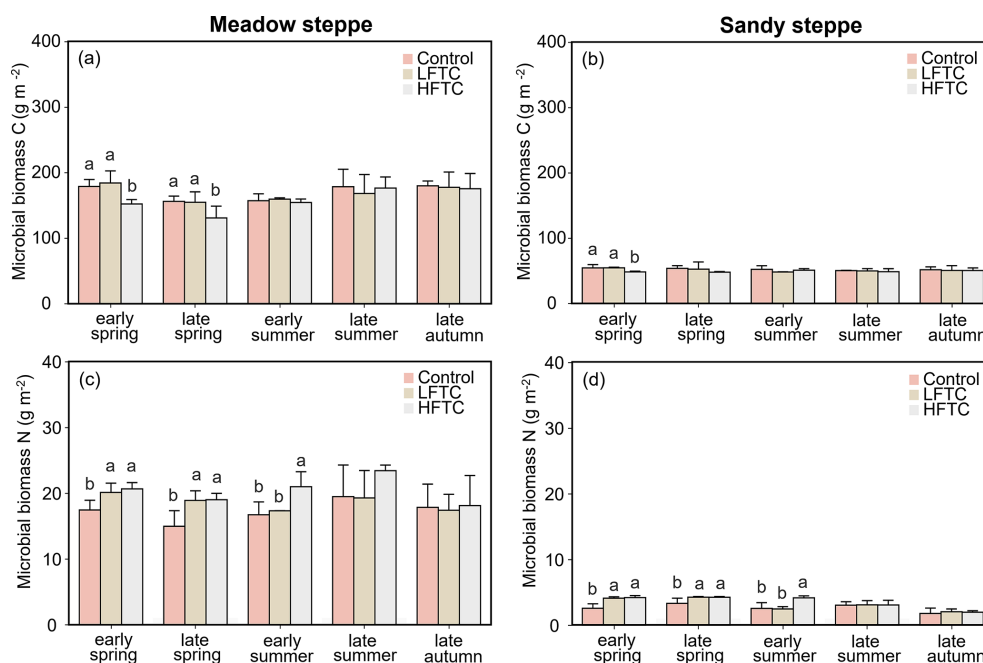 Meadow steppe
400
300
200
100
0
Microbial biomass C (g m -2)
(a)
Control
LFTC
HFTC
a a b
a a b
early spring
late spring
early summer
late summer
late autumn
Sandy steppe
400
300
200
100
0
Microbial biomass C (g m -2)
(b)
Control
LFTC
HFTC
a a b
early spring
late spring
early summer
late summer
late autumn
40
30
20
10
0
Microbial biomass N (g m-2)
(c)
Control
LFTC
HFTC
b a a
b a a
b b a
early spring
late spring
early summer
late summer
late autumn
40
30
20
10
0
Microbial biomass N (g m-2)
(d)
Control
LFTC
HFTC
b a a
b a a
b b a
early spring
late spring
early summer
late summer
late autumn